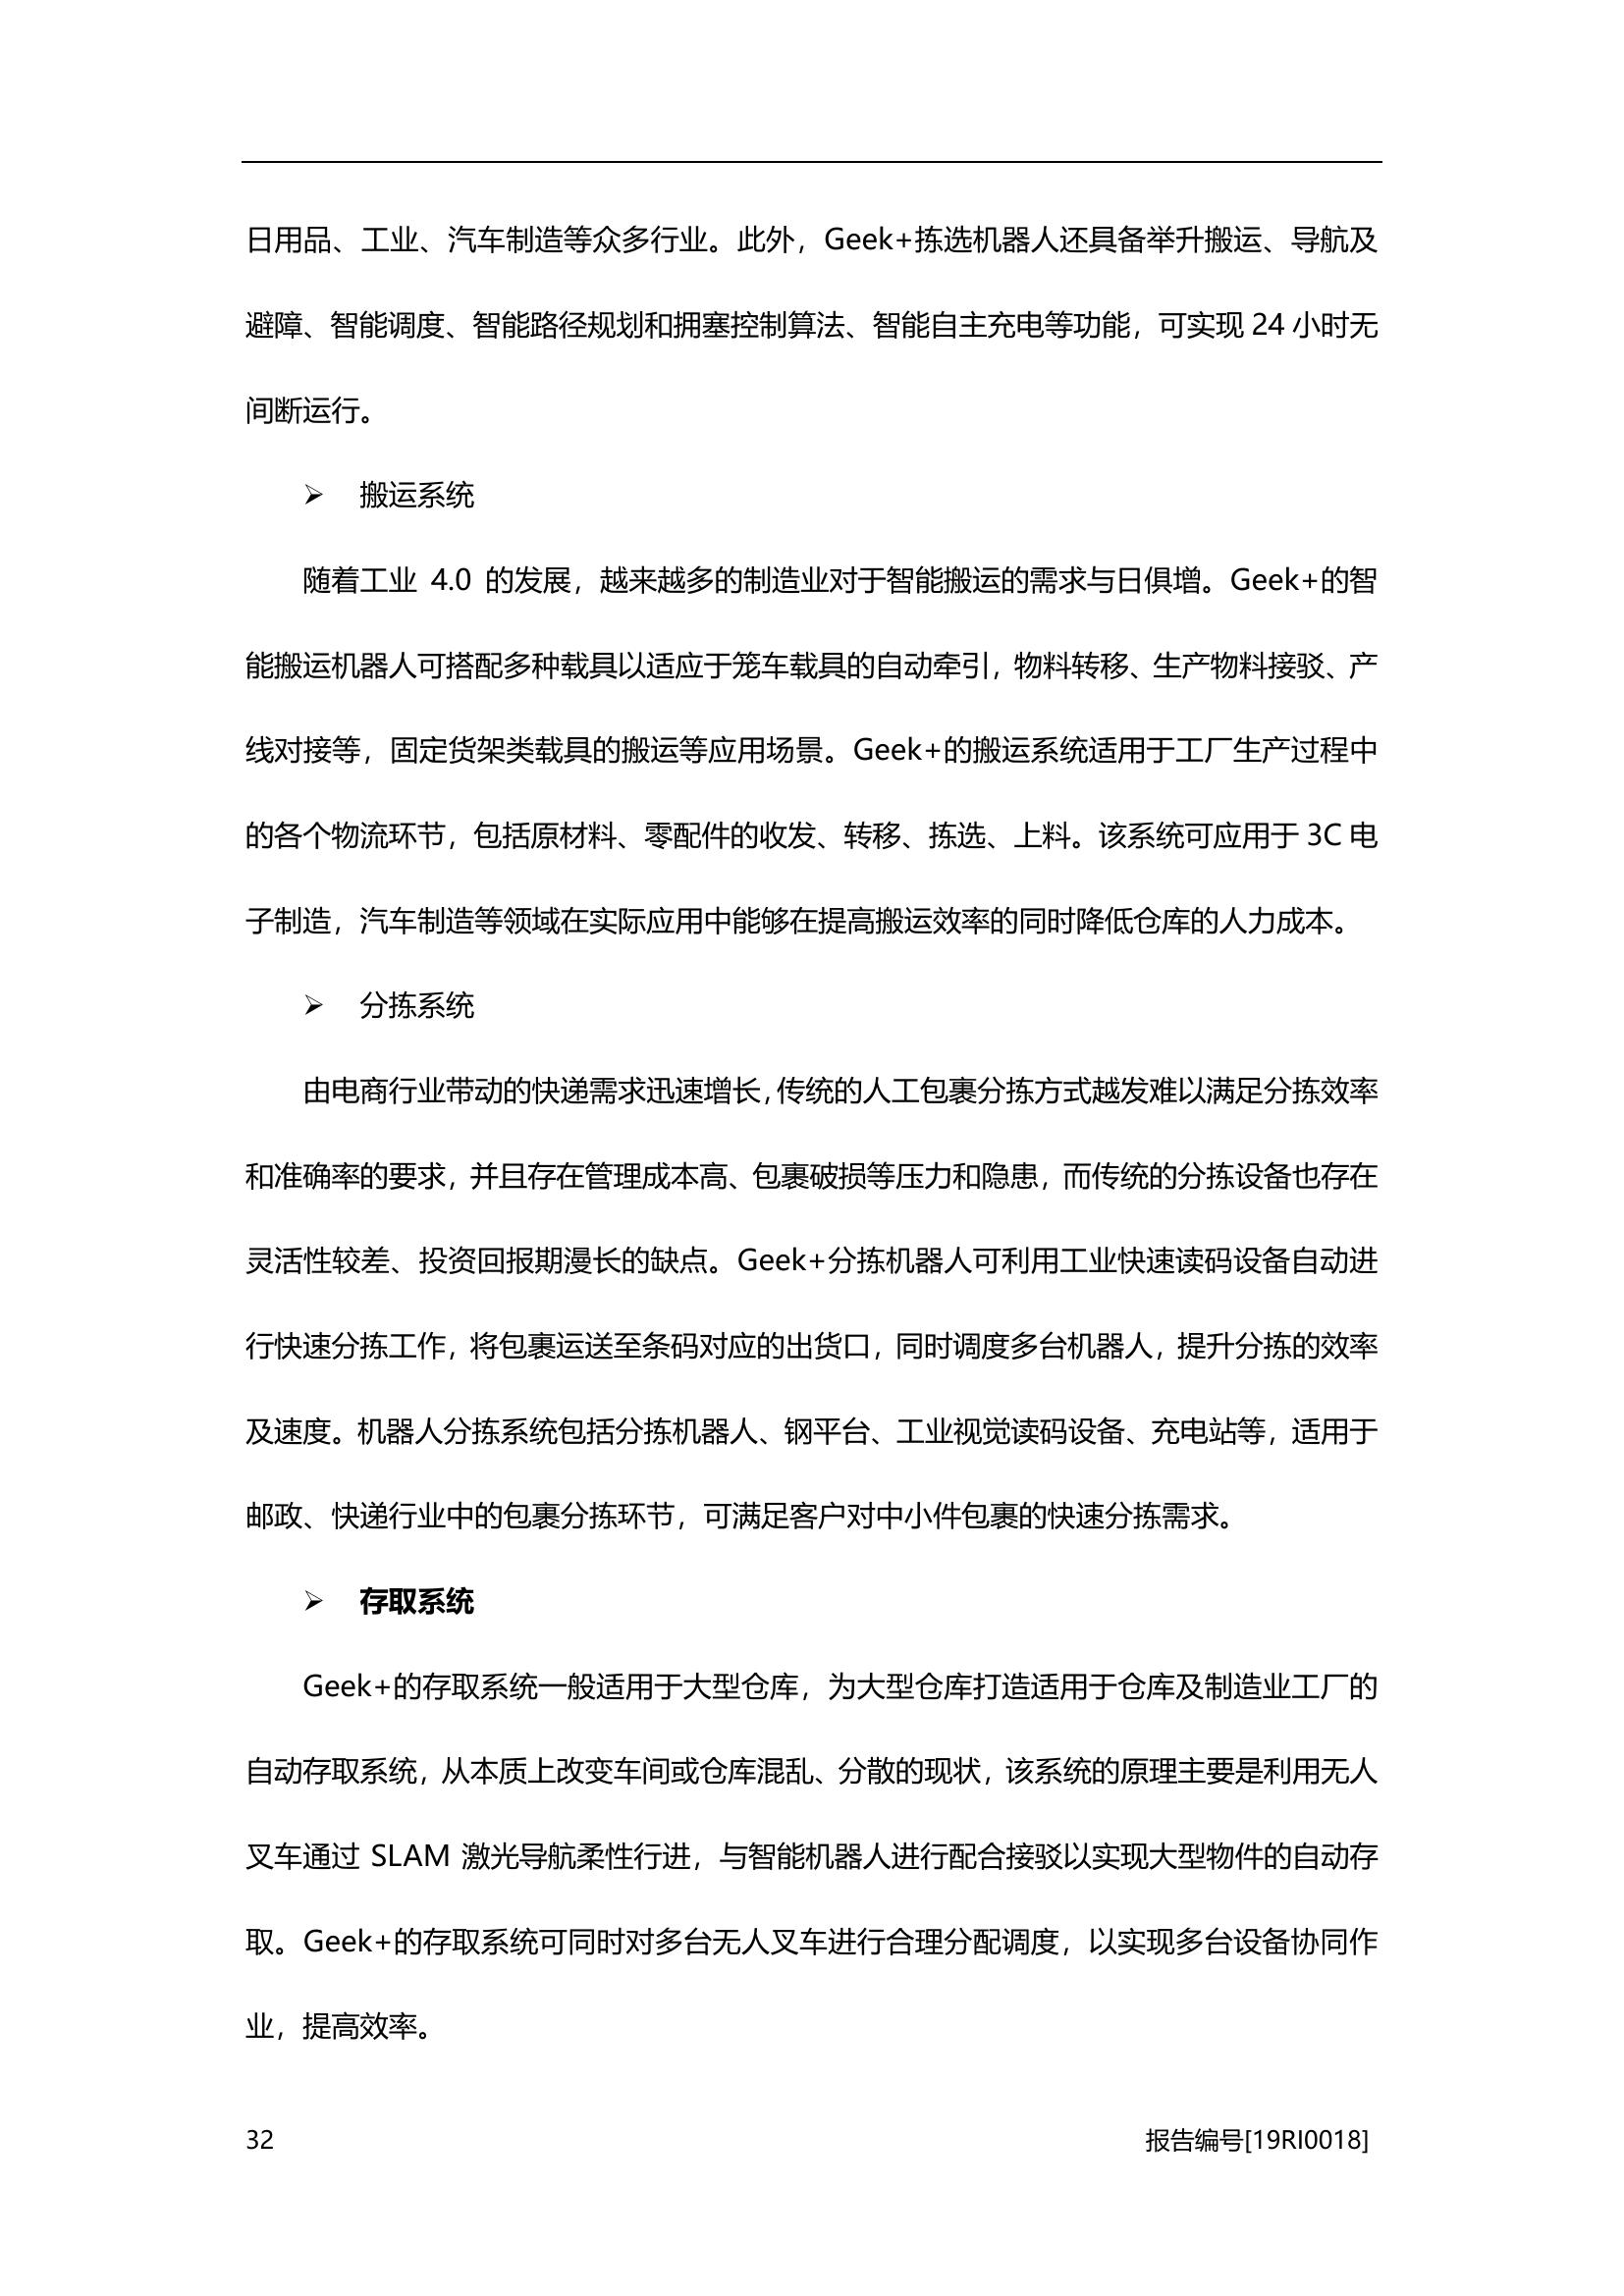 日用品、工业、汽车制造等众多行业。此外，Geek+拣选机器人还具备举升搬运、导航及
避障、智能调度、智能路径规划和拥塞控制算法、智能自主充电等功能，可实现 24 小时无
间断运行。
➢ 搬运系统
随着工业 4.0 的发展，越来越多的制造业对于智能搬运的需求与日俱增。Geek+的智
能搬运机器人可搭配多种载具以适应于笼车载具的自动牵引，物料转移、生产物料接驳、产
线对接等，固定货架类载具的搬运等应用场景。Geek+的搬运系统适用于工厂生产过程中
的各个物流环节，包括原材料、零配件的收发、转移、拣选、上料。该系统可应用于 3C 电
子制造，汽车制造等领域在实际应用中能够在提高搬运效率的同时降低仓库的人力成本。
➢ 分拣系统
由电商行业带动的快递需求迅速增长，传统的人工包裹分拣方式越发难以满足分拣效率
和准确率的要求，并且存在管理成本高、包裹破损等压力和隐患，而传统的分拣设备也存在
灵活性较差、投资回报期漫长的缺点。Geek+分拣机器人可利用工业快速读码设备自动进
行快速分拣工作，将包裹运送至条码对应的出货口，同时调度多台机器人，提升分拣的效率
及速度。机器人分拣系统包括分拣机器人、钢平台、工业视觉读码设备、充电站等，适用于
邮政、快递行业中的包裹分拣环节，可满足客户对中小件包裹的快速分拣需求。
➢ 存取系统
Geek+的存取系统一般适用于大型仓库，为大型仓库打造适用于仓库及制造业工厂的
自动存取系统，从本质上改变车间或仓库混乱、分散的现状，该系统的原理主要是利用无人
叉车通过 SLAM 激光导航柔性行进，与智能机器人进行配合接驳以实现大型物件的自动存
取。Geek+的存取系统可同时对多台无人叉车进行合理分配调度，以实现多台设备协同作
业，提高效率。
32 报告编号[19RI0018]